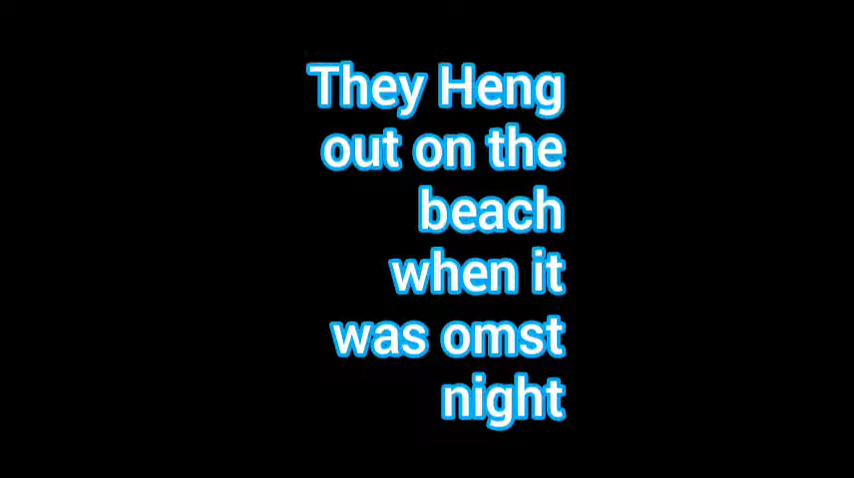 They Heng
out on the
beach
when it
was omst
night